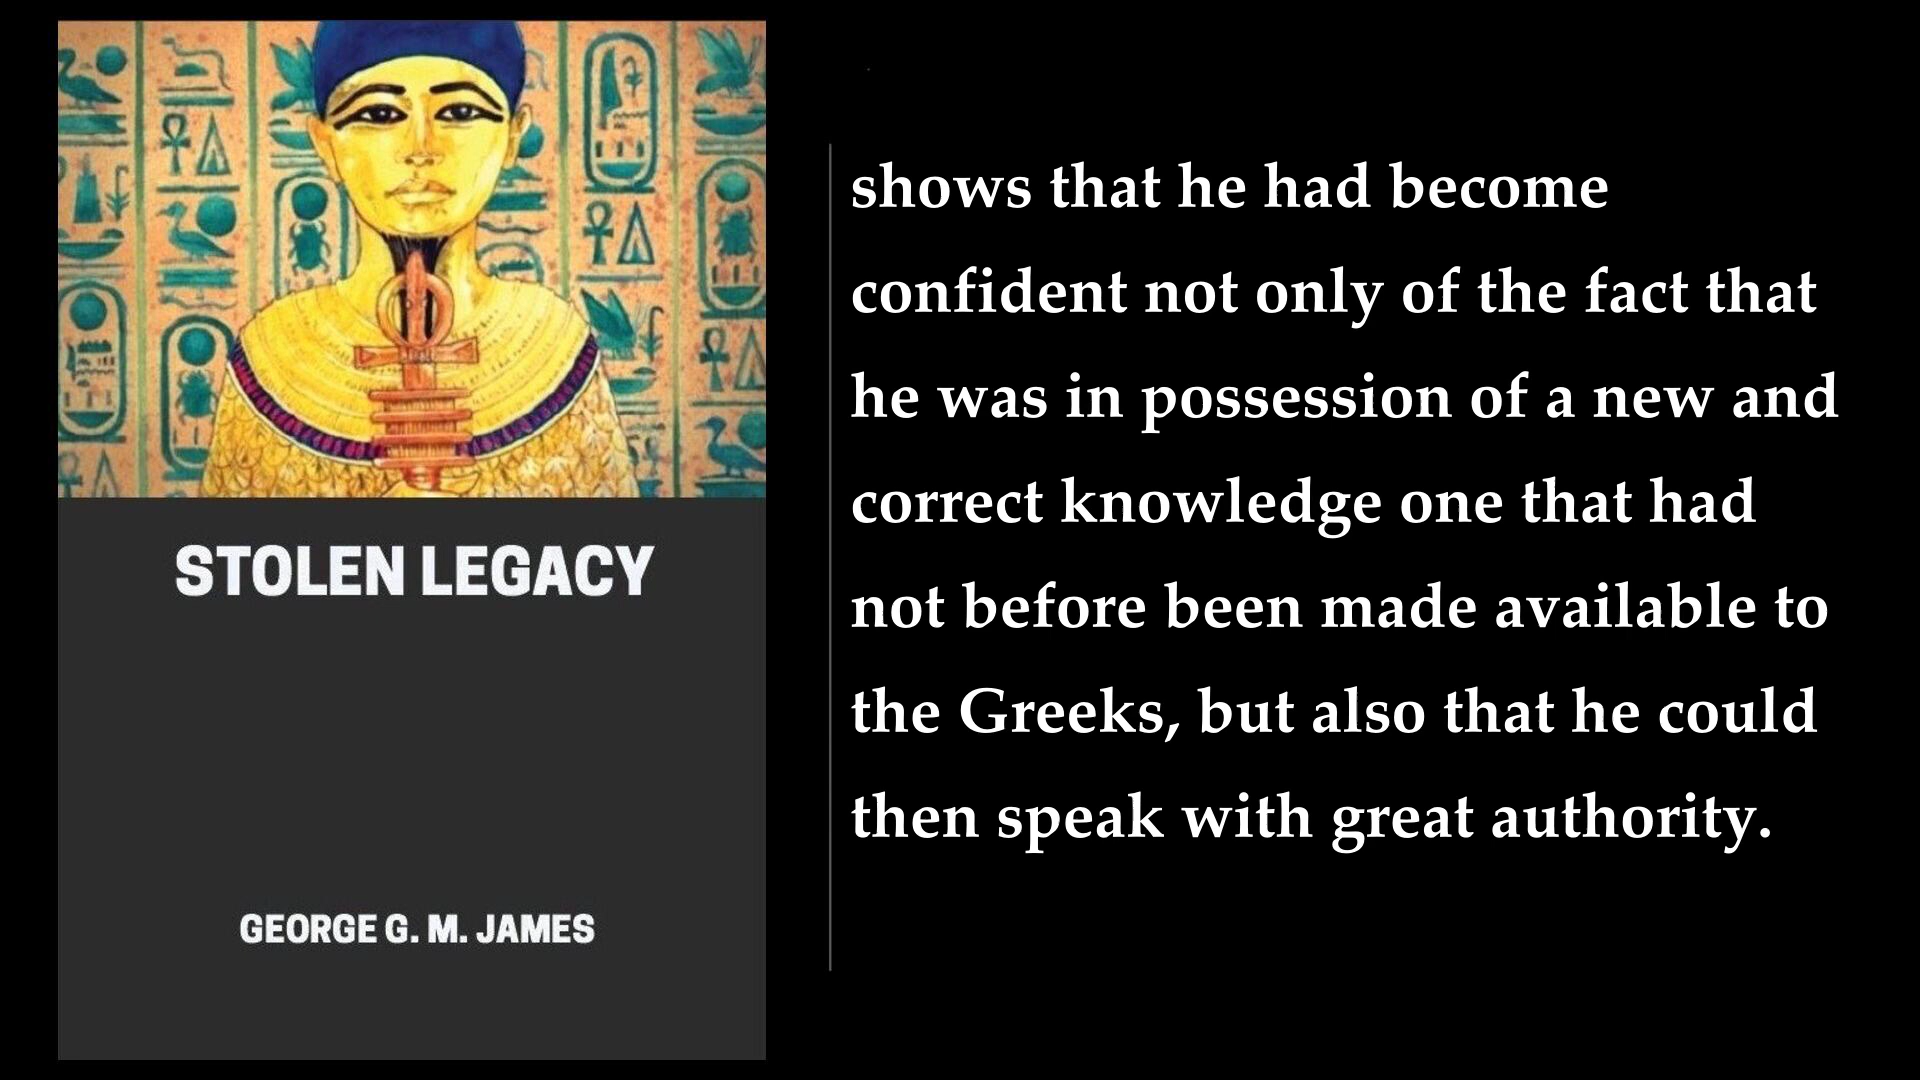 STOLEN LEGACY
GEORGE G. M. JAMES
shows that he had become
confident not only of the fact that
he was in possession of a new and
correct knowledge one that had
not before been made available to
the Greeks, but also that he could
then speak with great authority.